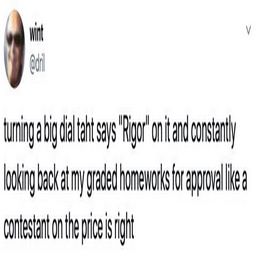 wint
@dril
turning a big dial taht says "Rigor" on it and constantly
looking back at my graded homeworks for approval like a
contestant on the price is right